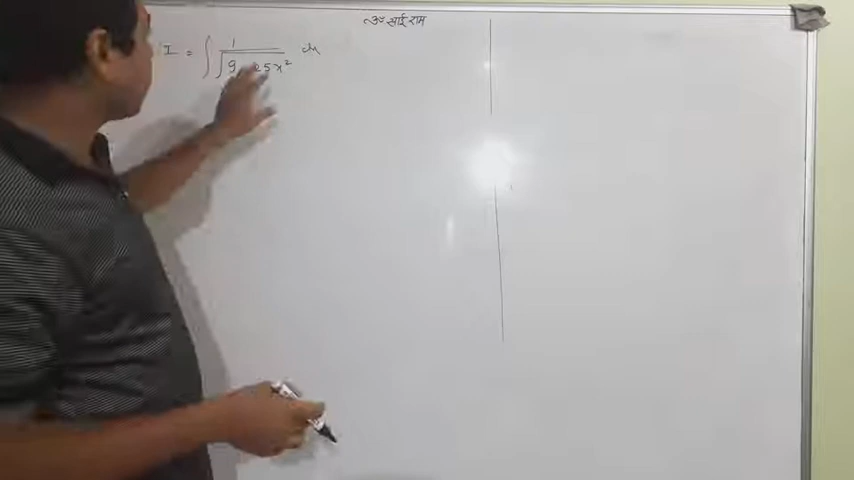 ॐ साई राम
I = ∫ 1 / √(9 - 25x²) dx